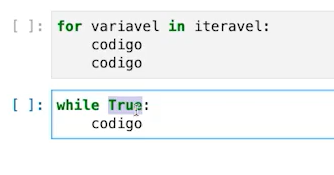 [ ]: for variavel in iteravel:
codigo
codigo
[ ]: while True:
codigo